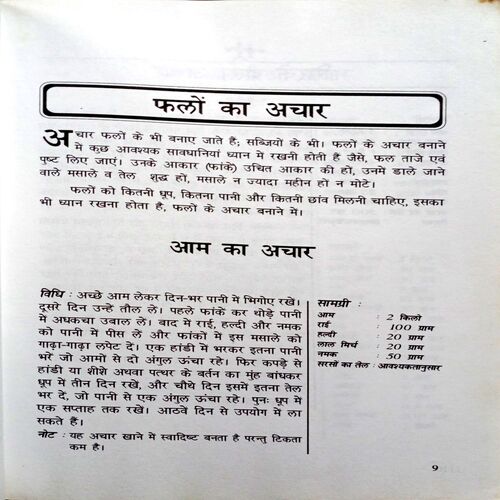 फलों का अचार
अचार फलों के भी बनाए जाते हैं; सब्जियों के भी। फलों के अचार बनाने
में कुछ आवश्यक सावधानियां ध्यान में रखनी होती हैं जैसे, फल ताजे एवं
पुष्ट लिए जाएं। उनके आकार (फांके) उचित आकार की हों, उनमें डाले जाने
वाले मसाले व तेल शुद्ध हों, मसाले न ज्यादा महीन हों न मोटे।
फलों को कितनी धूप, कितना पानी और कितनी छांव मिलनी चाहिए, इसका
भी ध्यान रखना होता है, फलों के अचार बनाने में।
आम का अचार
विधि : अच्छे आम लेकर दिन-भर पानी में भिगोए रखें।
दूसरे दिन उन्हें तौल लें। पहले फांके कर थोड़े पानी
में अधकचा उबाल लें। बाद में राई, हल्दी और नमक
को पानी में पीस लें और फांकों में इस मसाले को
गाढ़ा-गाढ़ा लपेट दें। एक हांडी में भरकर इतना पानी
भरें जो आमों से दो अंगुल ऊंचा रहे। फिर कपड़े से
हांडी या शीशे अथवा पत्थर के बर्तन का मुंह बांधकर
धूप में तीन दिन रखें, और चौथे दिन इसमें इतना तेल
भर दें, जो पानी से एक अंगुल ऊंचा रहे। पुनः धूप में
एक सप्ताह तक रखें। आठवें दिन से उपयोग में ला
सकते हैं।
नोट : यह अचार खाने में स्वादिष्ट बनता है परन्तु टिकता
कम है।
सामग्री :
आम : 2 किलो
राई : 100 ग्राम
हल्दी : 20 ग्राम
लाल मिर्च : 20 ग्राम
नमक : 50 ग्राम
सरसों का तेल : आवश्यकतानुसार
9